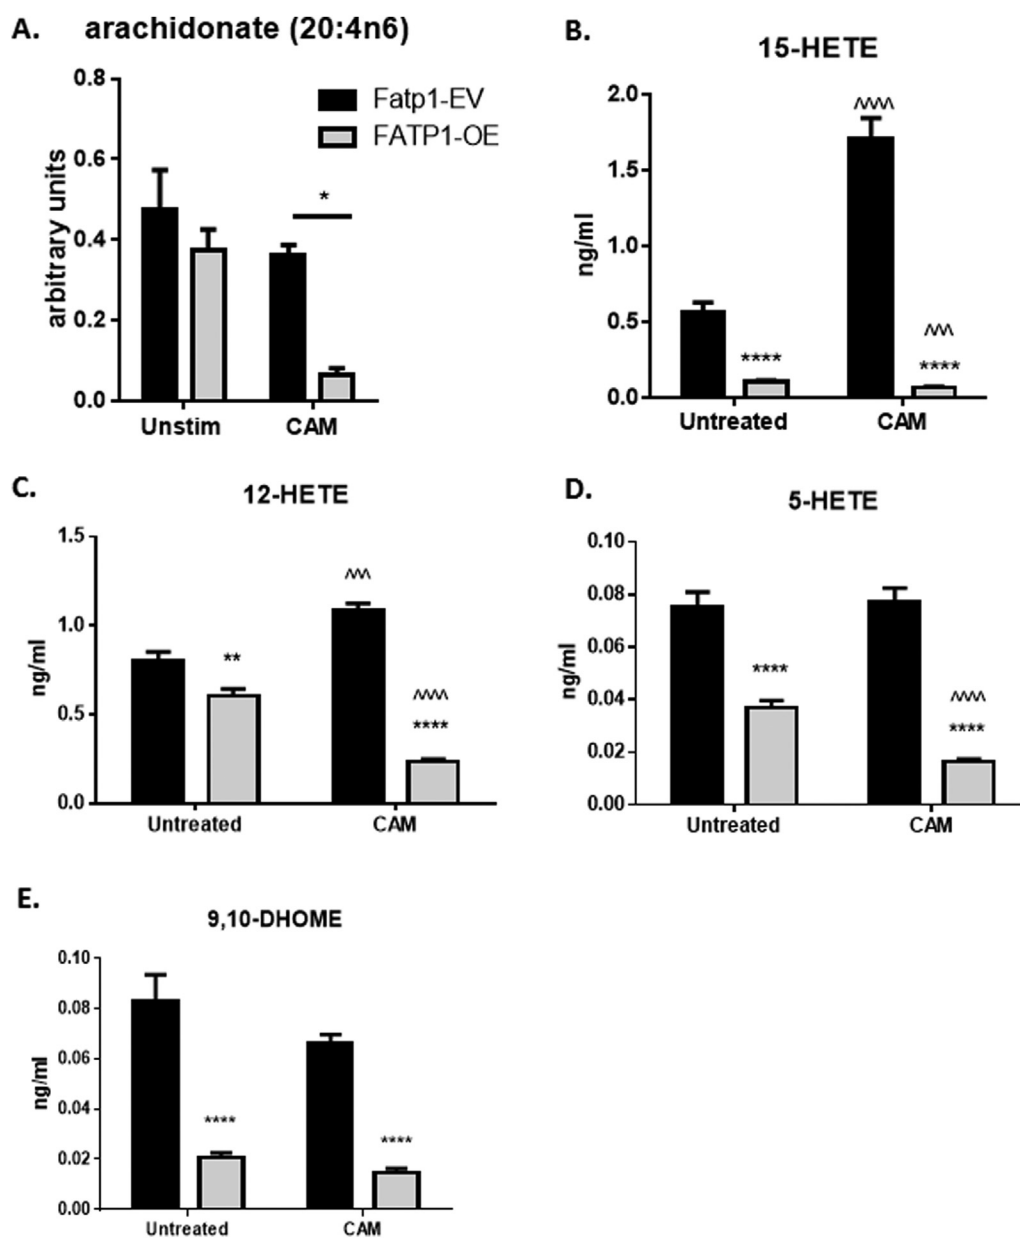 A. arachidonate (20:4n6)
0.8
0.6
0.4
0.2
0.0
arbitrary units
Fatp1-EV
FATP1-OE
*
Unstim CAM
B.
15-HETE
2.0
1.5
1.0
0.5
0.0
ng/ml
****
^^^^
^^^
****
Untreated CAM
C.
12-HETE
1.5
1.0
0.5
0.0
ng/ml
**
^^^
^^^^
****
Untreated CAM
D.
5-HETE
0.10
0.08
0.06
0.04
0.02
0.00
ng/ml
****
^^^^
****
Untreated CAM
E.
9,10-DHOME
0.10
0.08
0.06
0.04
0.02
0.00
ng/ml
****
****
Untreated CAM